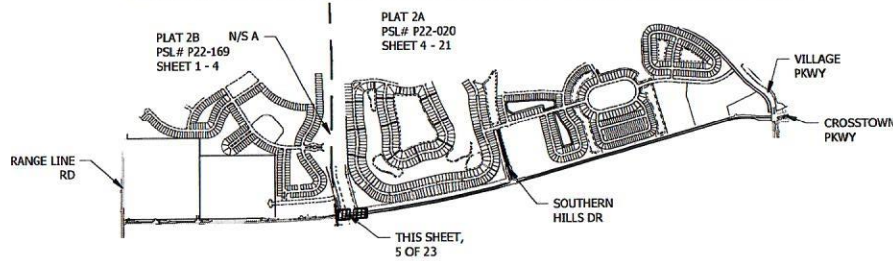 PLAT 2B
PSL# P22-169
SHEET 1 - 4
N/S A
PLAT 2A
PSL# P22-020
SHEET 4 - 21
VILLAGE
PKWY
CROSSTOWN
PKWY
RANGE LINE
RD
SOUTHERN
HILLS DR
THIS SHEET,
5 OF 23